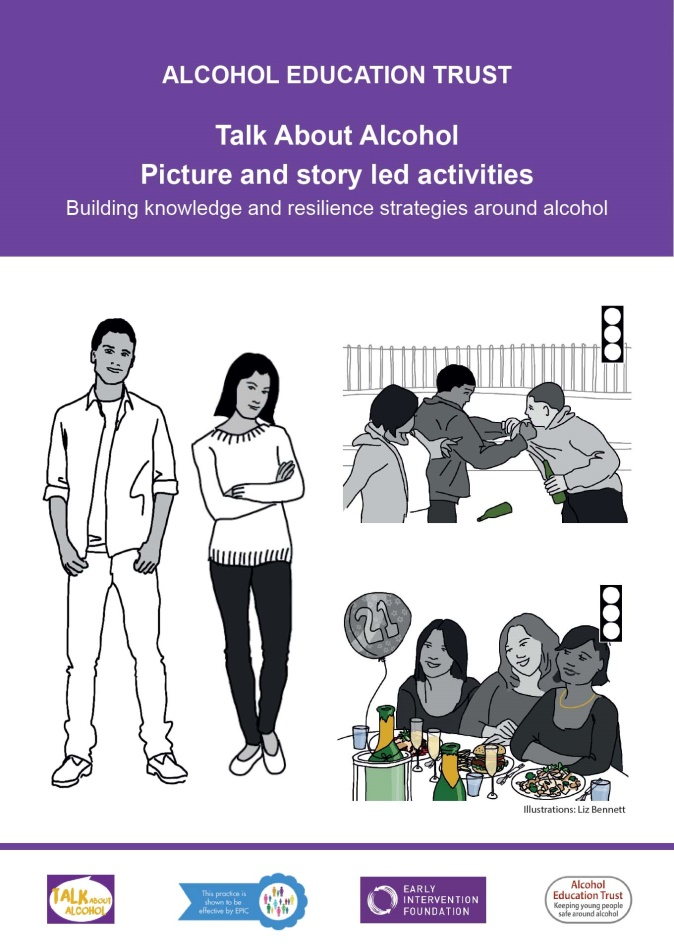 ALCOHOL EDUCATION TRUST
Talk About Alcohol
Picture and story led activities
Building knowledge and resilience strategies around alcohol
21
Illustrations: Liz Bennett
TALK ABOUT
ALCOHOL
This practice is
shown to be
effective by EPIC
EARLY
INTERVENTION
FOUNDATION
Alcohol
Education Trust
Keeping young people
safe around alcohol